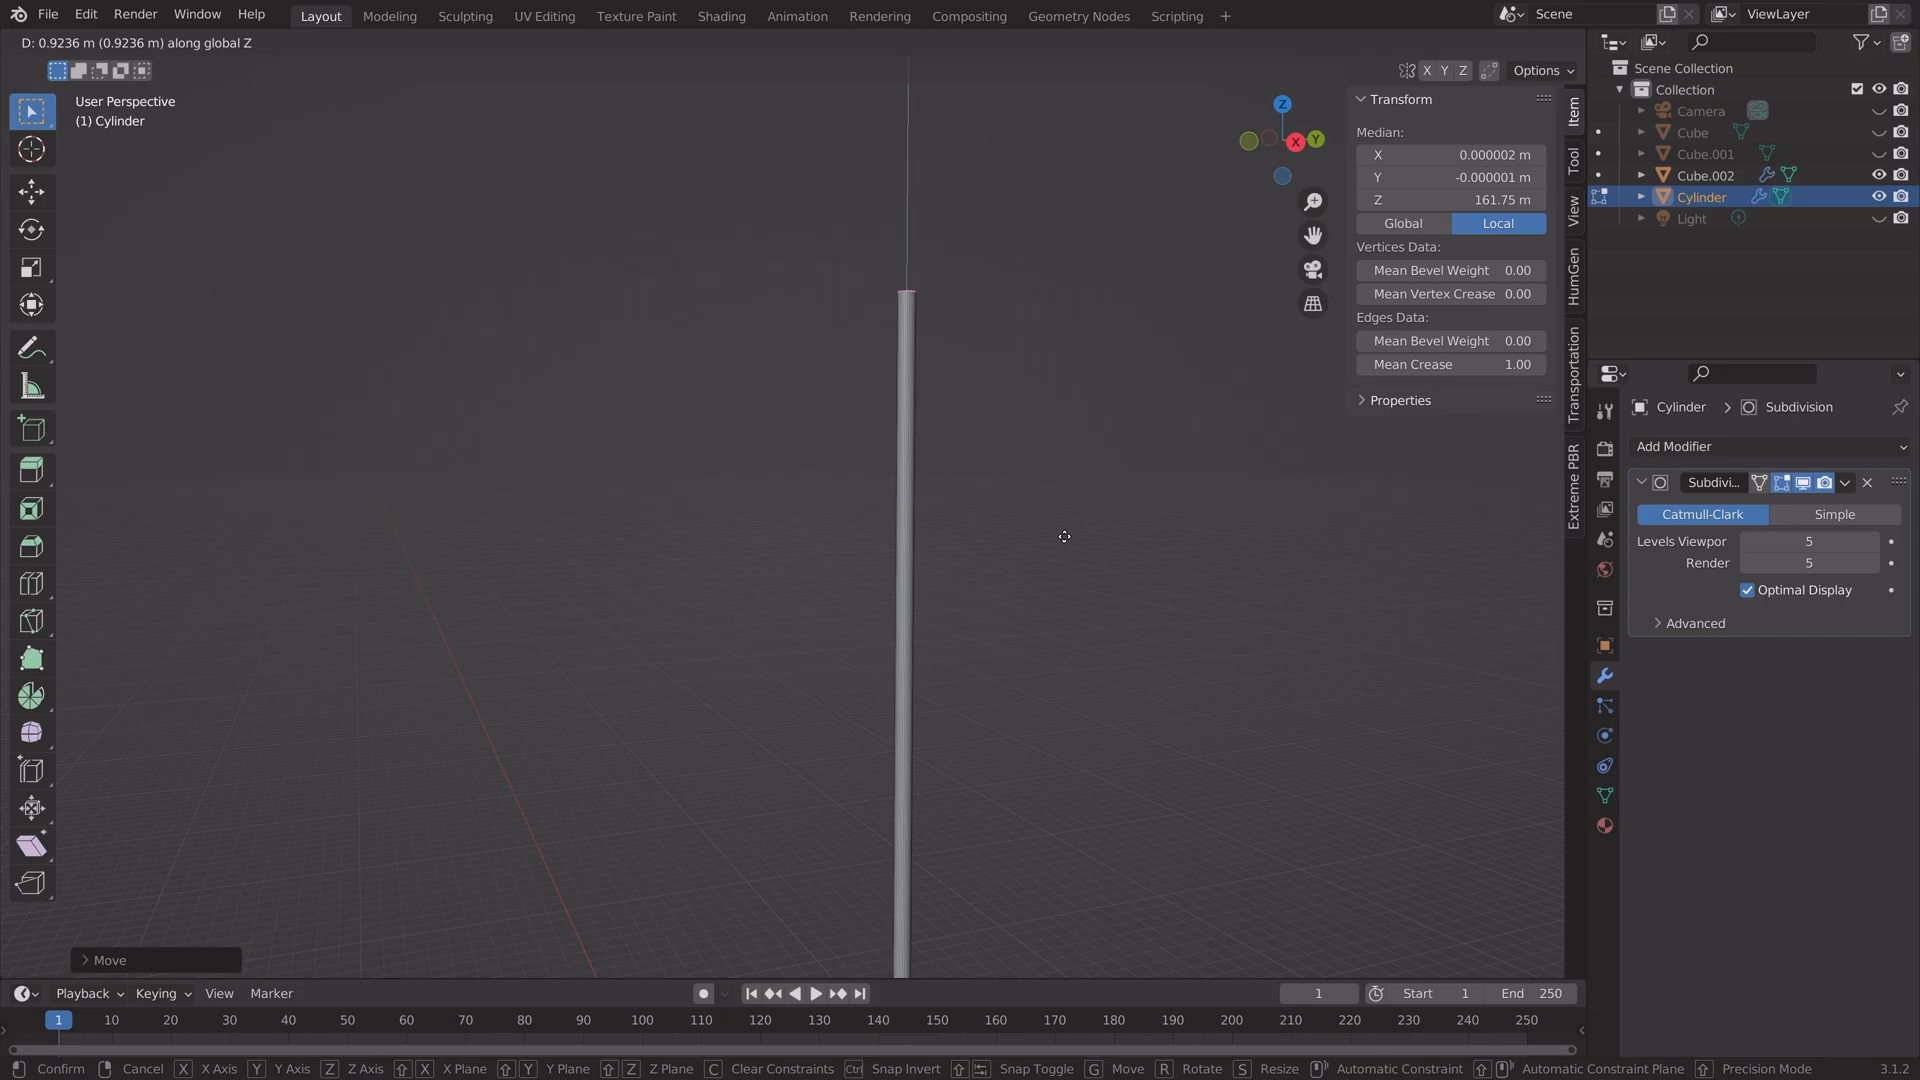 File Edit Render Window Help Layout Modeling Sculpting UV Editing Texture Paint Shading Animation Rendering Compositing Geometry Nodes Scripting + Scene ViewLayer
D: 0.9236 m (0.9236 m) along global Z
X Y Z Options
User Perspective
(1) Cylinder
Z
X
Y
Transform
Median:
X 0.000002 m
Y -0.000001 m
Z 161.75 m
Global Local
Vertices Data:
Mean Bevel Weight 0.00
Mean Vertex Crease 0.00
Edges Data:
Mean Bevel Weight 0.00
Mean Crease 1.00
Properties
Item
Tool
View
HumGen
Transportation
Extreme PBR
Scene Collection
Collection
Camera
Cube
Cube.001
Cube.002
Cylinder
Light
Cylinder > Subdivision
Add Modifier
Subdivi...
Catmull-Clark Simple
Levels Viewpor 5
Render 5
Optimal Display
Advanced
Move
Playback Keying View Marker 1 Start 1 End 250
1 10 20 30 40 50 60 70 80 90 100 110 120 130 140 150 160 170 180 190 200 210 220 230 240 250
Confirm Cancel X X Axis Y Y Axis Z Z Axis X X Plane Y Y Plane Z Z Plane C Clear Constraints Ctrl Snap Invert Snap Toggle G Move R Rotate S Resize Automatic Constraint Automatic Constraint Plane Precision Mode 3.1.2